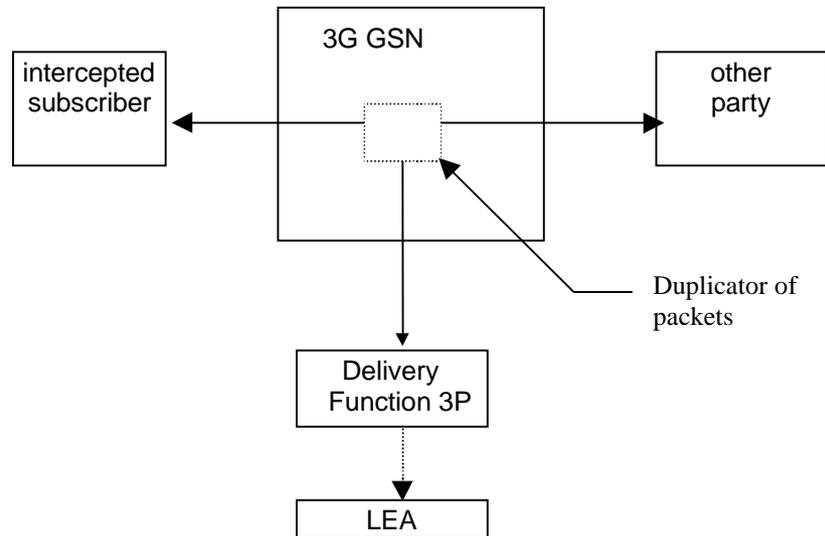 3G GSN
intercepted
subscriber
other
party
Duplicator of
packets
Delivery
Function 3P
LEA